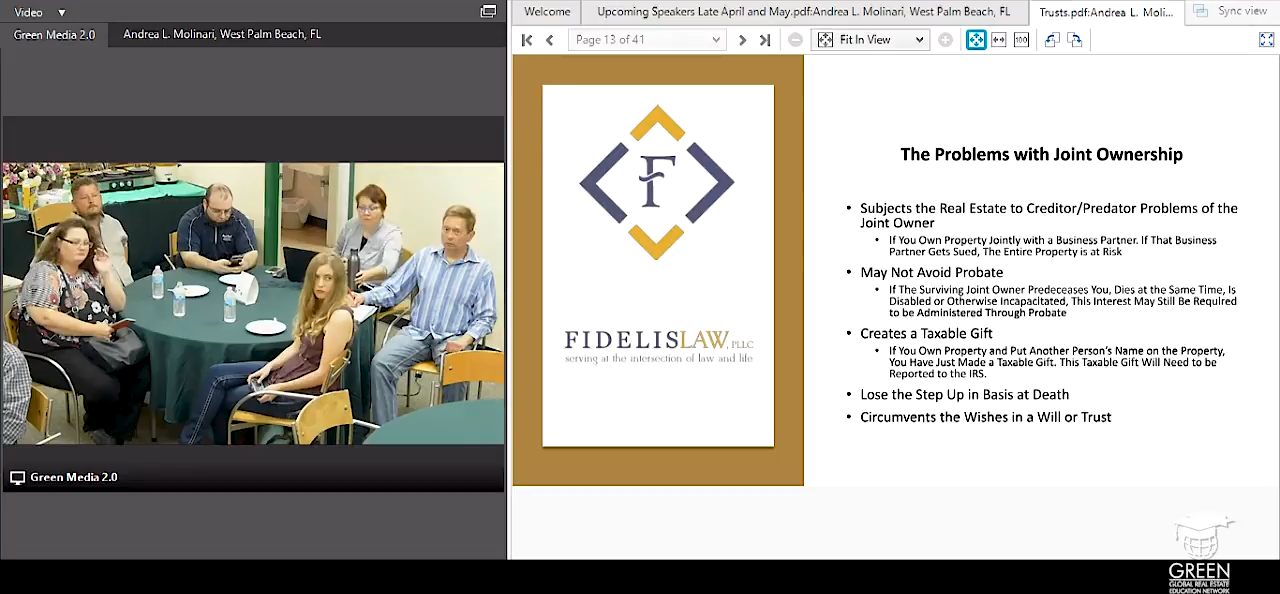 Video
Green Media 2.0
Andrea L. Molinari, West Palm Beach, FL
Green Media 2.0
Welcome
Upcoming Speakers Late April and May.pdf:Andrea L. Molinari, West Palm Beach, FL
Trusts.pdf:Andrea L. Moli...
Sync view
Page 13 of 41
Fit In View
100
F
FIDELISLAW, PLLC
serving at the intersection of law and life
The Problems with Joint Ownership
• Subjects the Real Estate to Creditor/Predator Problems of the
Joint Owner
• If You Own Property Jointly with a Business Partner. If That Business
Partner Gets Sued, The Entire Property is at Risk
• May Not Avoid Probate
• If The Surviving Joint Owner Predeceases You, Dies at the Same Time, Is
Disabled or Otherwise Incapacitated, This Interest May Still Be Required
to be Administered Through Probate
• Creates a Taxable Gift
• If You Own Property and Put Another Person's Name on the Property,
You Have Just Made a Taxable Gift. This Taxable Gift Will Need to be
Reported to the IRS.
• Lose the Step Up in Basis at Death
• Circumvents the Wishes in a Will or Trust
GREEN
GLOBAL REAL ESTATE
EDUCATION NETWORK